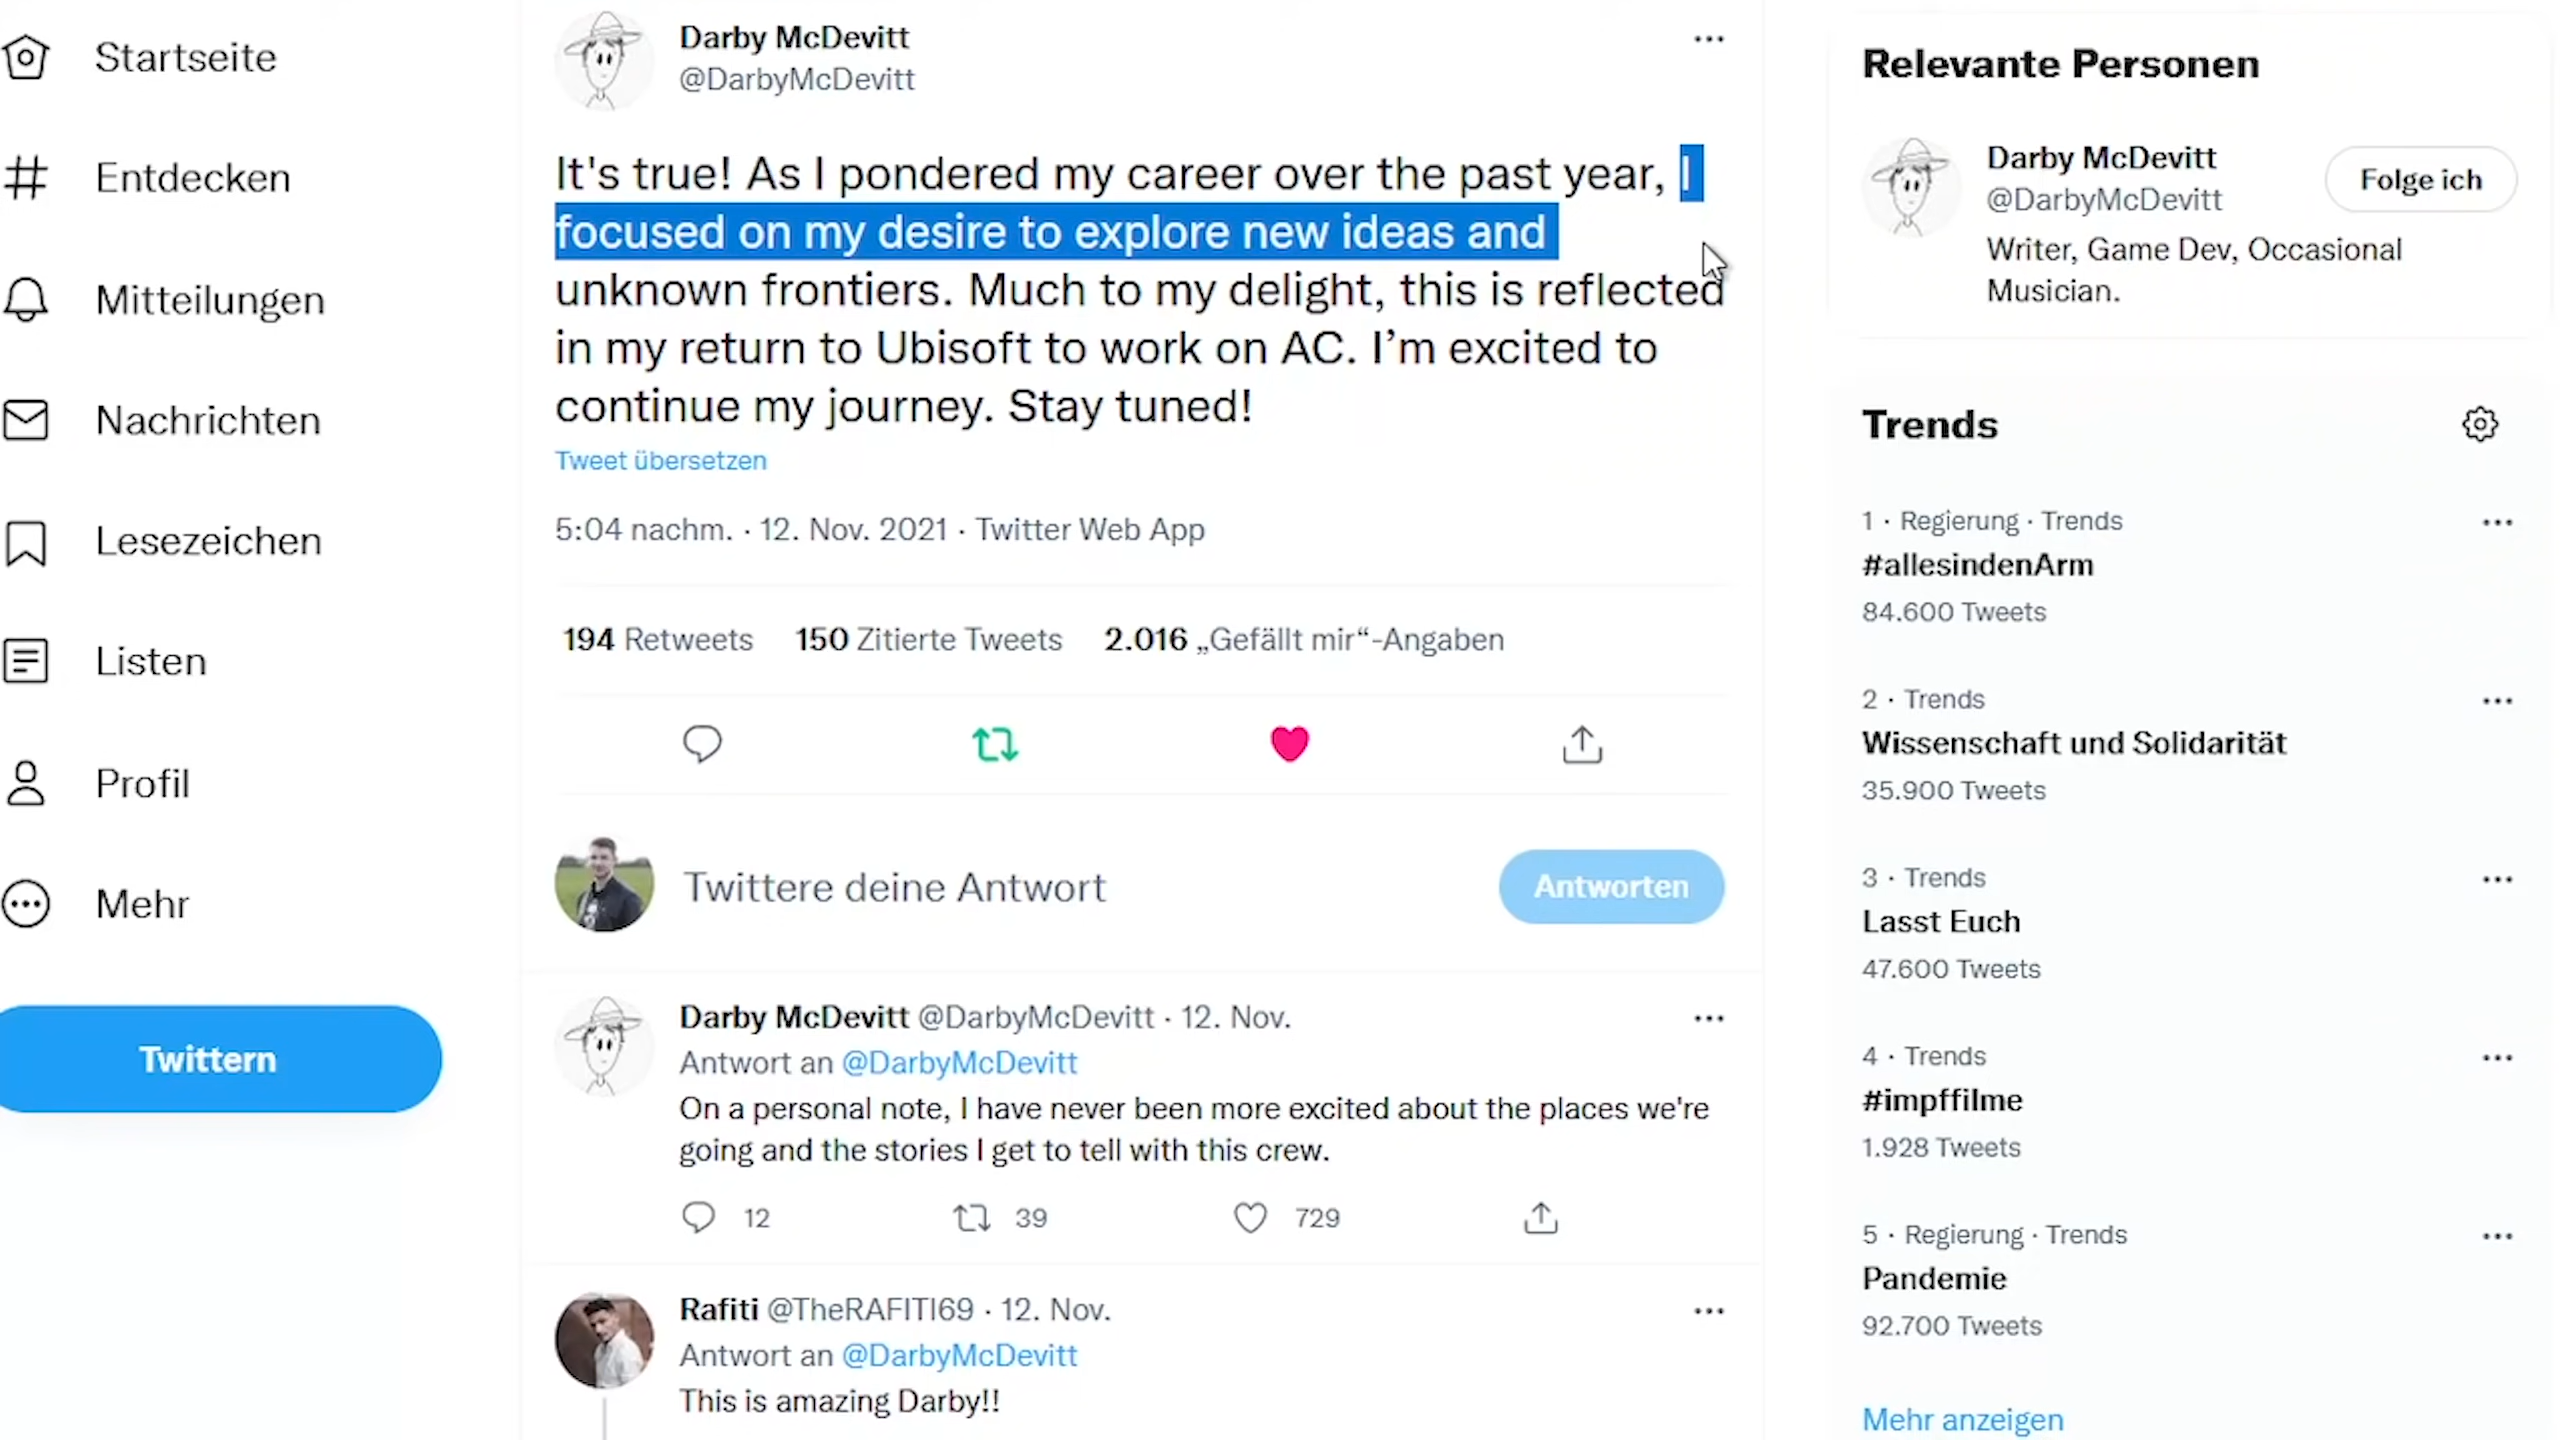 Startseite
Entdecken
Mitteilungen
Nachrichten
Lesezeichen
Listen
Profil
Mehr
Twittern
Darby McDevitt
@DarbyMcDevitt
It's true! As I pondered my career over the past year, I
focused on my desire to explore new ideas and
unknown frontiers. Much to my delight, this is reflected
in my return to Ubisoft to work on AC. I’m excited to
continue my journey. Stay tuned!
Tweet übersetzen
5:04 nachm. · 12. Nov. 2021 · Twitter Web App
194 Retweets 150 Zitierte Tweets 2.016 „Gefällt mir“-Angaben
Twittere deine Antwort
Antworten
Darby McDevitt @DarbyMcDevitt · 12. Nov.
Antwort an @DarbyMcDevitt
On a personal note, I have never been more excited about the places we're
going and the stories I get to tell with this crew.
12 39 729
Rafiti @TheRAFITI69 · 12. Nov.
Antwort an @DarbyMcDevitt
This is amazing Darby!!
Relevante Personen
Darby McDevitt
@DarbyMcDevitt
Folge ich
Writer, Game Dev, Occasional
Musician.
Trends
1 · Regierung · Trends
#allesindenArm
84.600 Tweets
2 · Trends
Wissenschaft und Solidarität
35.900 Tweets
3 · Trends
Lasst Euch
47.600 Tweets
4 · Trends
#impffilme
1.928 Tweets
5 · Regierung · Trends
Pandemie
92.700 Tweets
Mehr anzeigen